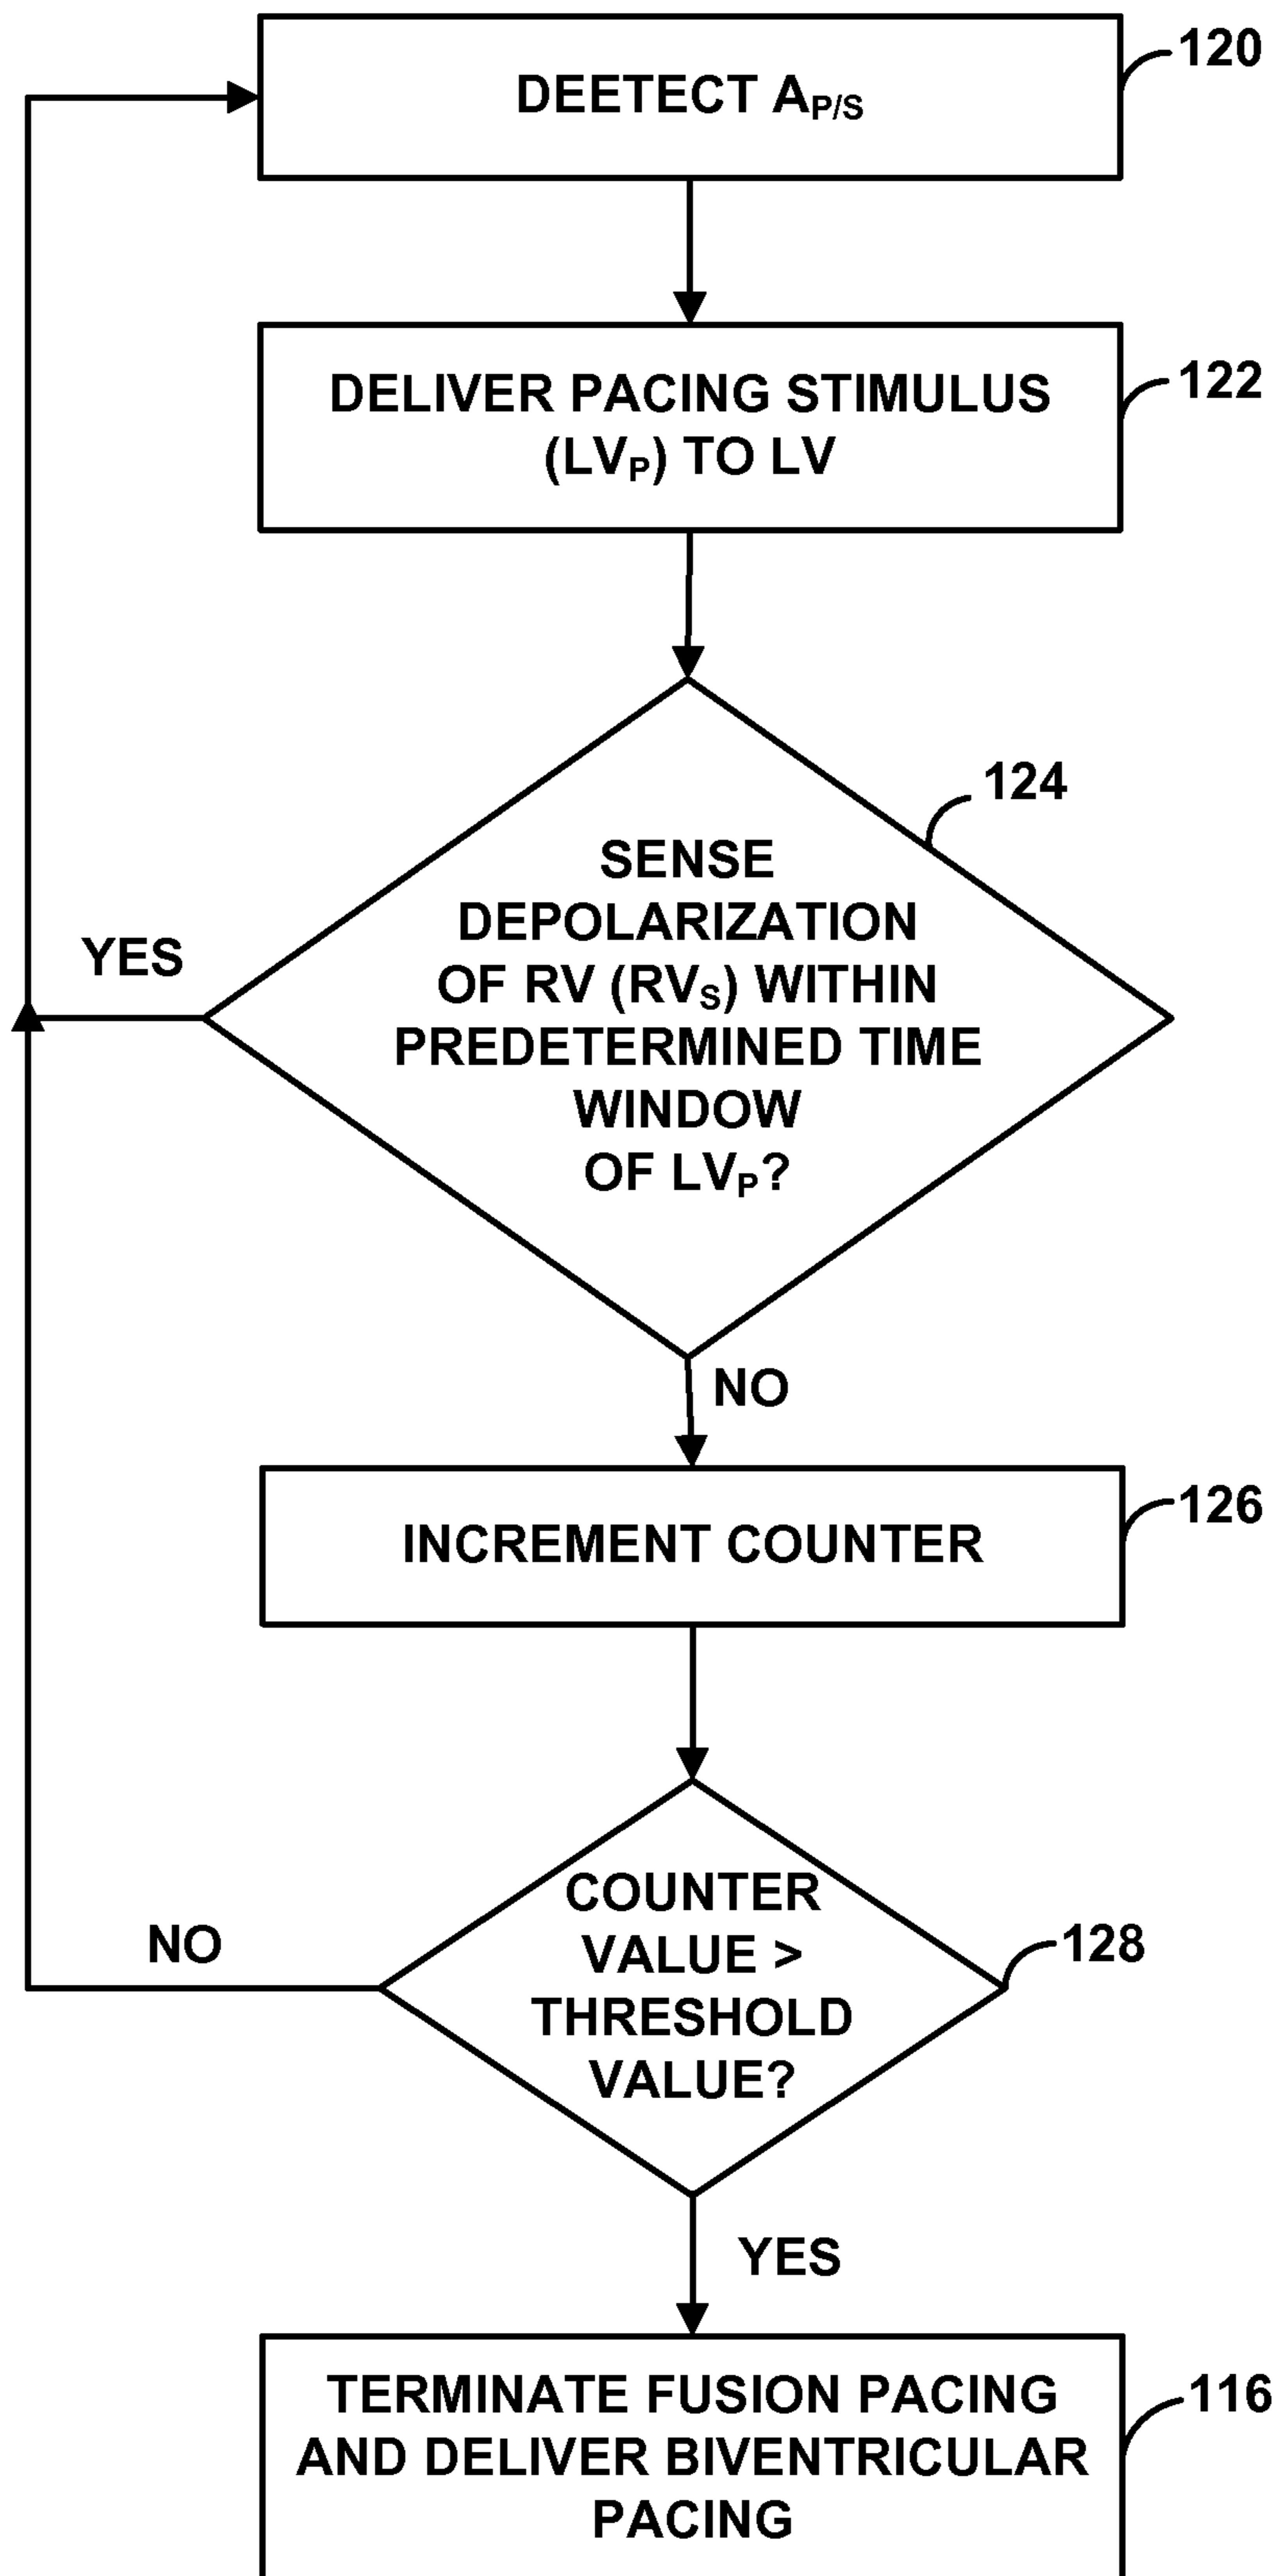 DEETECT AP/S
120
DELIVER PACING STIMULUS
(LVP) TO LV
122
124
SENSE
DEPOLARIZATION
OF RV (RVS) WITHIN
PREDETERMINED TIME
WINDOW
OF LVP?
YES
NO
INCREMENT COUNTER
126
COUNTER
VALUE >
THRESHOLD
VALUE?
128
NO
YES
TERMINATE FUSION PACING
AND DELIVER BIVENTRICULAR
PACING
116